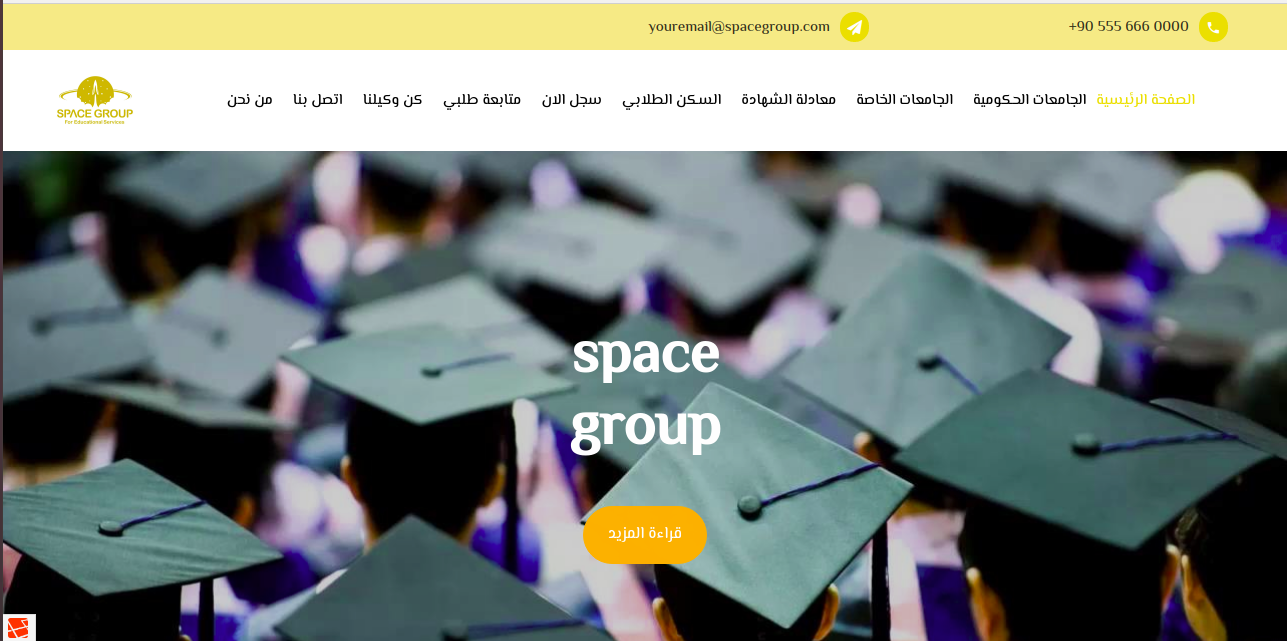 +90 555 666 0000
youremail@spacegroup.com
الصفحة الرئيسية
الجامعات الحكومية
الجامعات الخاصة
معادلة الشهادة
السكن الطلابي
سجل الان
متابعة طلبي
كن وكيلنا
اتصل بنا
من نحن
SPACE GROUP
For Educational Services
space
group
قراءة المزيد